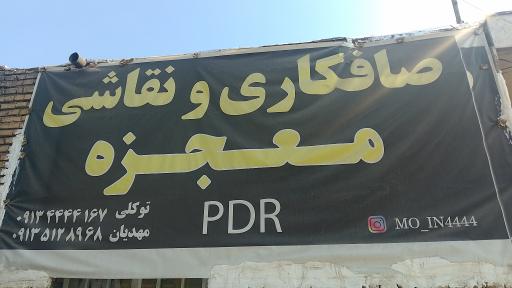 صافکاری و نقاشی
معجزه
توکلی ۰۹۱۳۴۴۴۴۱۶۷
مهدیان ۰۹۱۳۵۱۲۸۹۶۸
PDR
MO_IN4444